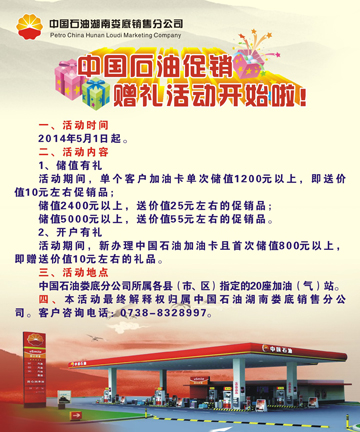 中国石油湖南娄底销售分公司
Petro China Hunan Loudi Marketing Company
中国石油促销
赠礼活动开始啦！
一、活动时间
2014年5月1日起。
二、活动内容
1、储值有礼
活动期间，单个客户加油卡单次储值1200元以上，即送价
值10元左右促销品；
储值2400元以上，送价值25元左右的促销品；
储值5000元以上，送价值55元左右的促销品。
2、开户有礼
活动期间，新办理中国石油加油卡且首次储值800元以上，
即赠送价值10元左右的礼品。
三、活动地点
中国石油娄底分公司所属各县（市、区）指定的20座加油（气）站。
四、本活动最终解释权归属中国石油湖南娄底销售分公
司。客户咨询电话：0738-8328997。
中国石油